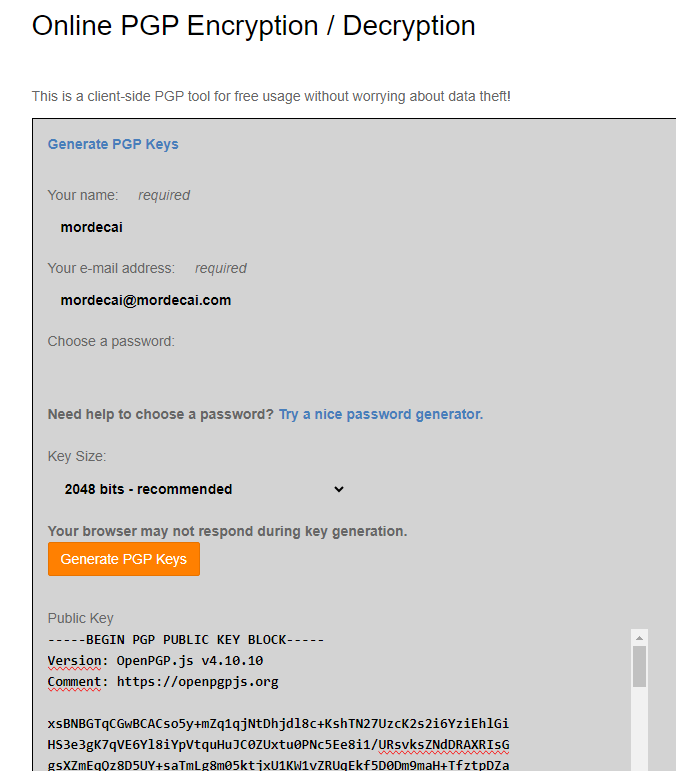 Online PGP Encryption / Decryption
This is a client-side PGP tool for free usage without worrying about data theft!
Generate PGP Keys
Your name: required
mordecai
Your e-mail address: required
mordecai@mordecai.com
Choose a password:
Need help to choose a password? Try a nice password generator.
Key Size:
2048 bits - recommended
Your browser may not respond during key generation.
Generate PGP Keys
Public Key
-----BEGIN PGP PUBLIC KEY BLOCK-----
Version: OpenPGP.js v4.10.10
Comment: https://openpgpjs.org
xsBNBGTqCGwBCACso5y+mZq1qjNtDhjdl8c+KshTN27UzcK2s2i6YziEhlGi
HS3e3gK7qVE6Yl8iYpVtquHuJC0ZUxtu0PNc5Ee8i1/URsvksZNdDRAXRIsG
gsXZmEqQz8D5UY+saTmLg8m05ktjxU1KW1vZRUqEkf5D0Dm9maH+TfztpDZa